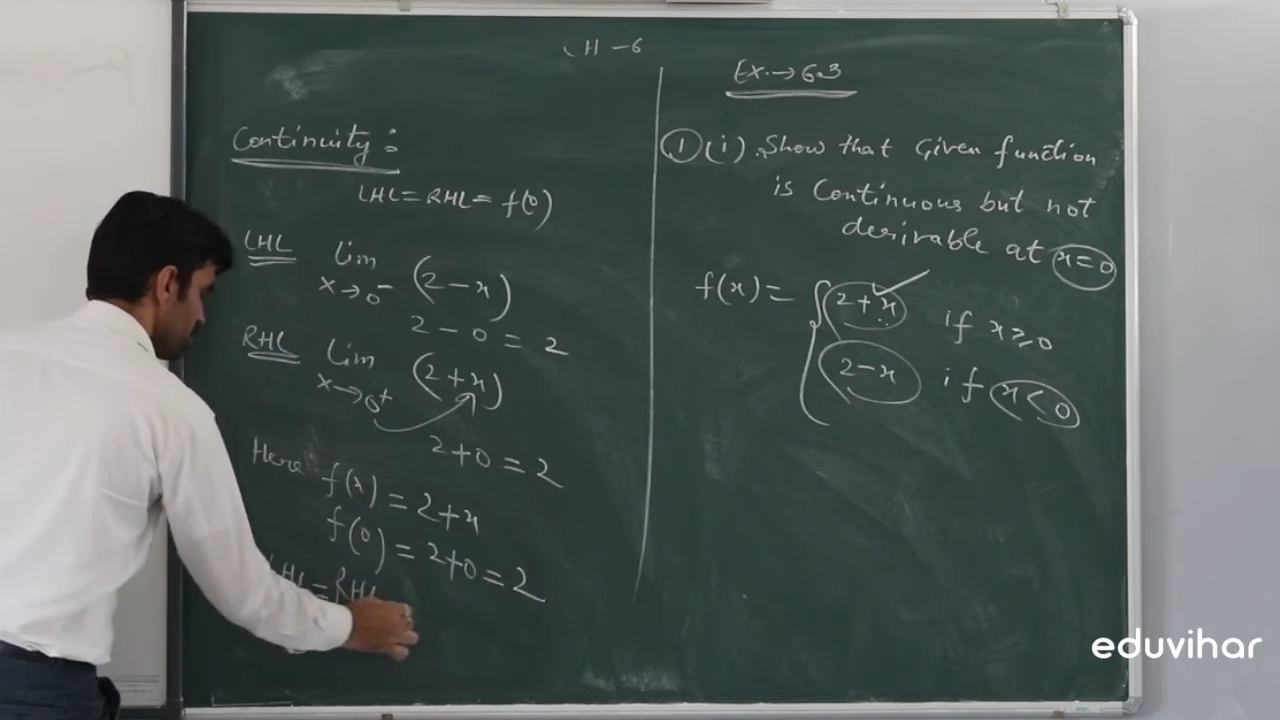 CH-6
Continuity:
LHL = RHL = f(0)
LHL lim (2-x)
x→0⁻
2-0 = 2
RHL lim (2+x)
x→0⁺
2+0 = 2
Here f(x) = 2+x
f(0) = 2+0 = 2
LHL = RHL
Ex.→6.3
① (i). Show that Given function
is Continuous but not
derivable at x=0
f(x) = { 2+x if x≥0
2-x if x<0
eduvihar